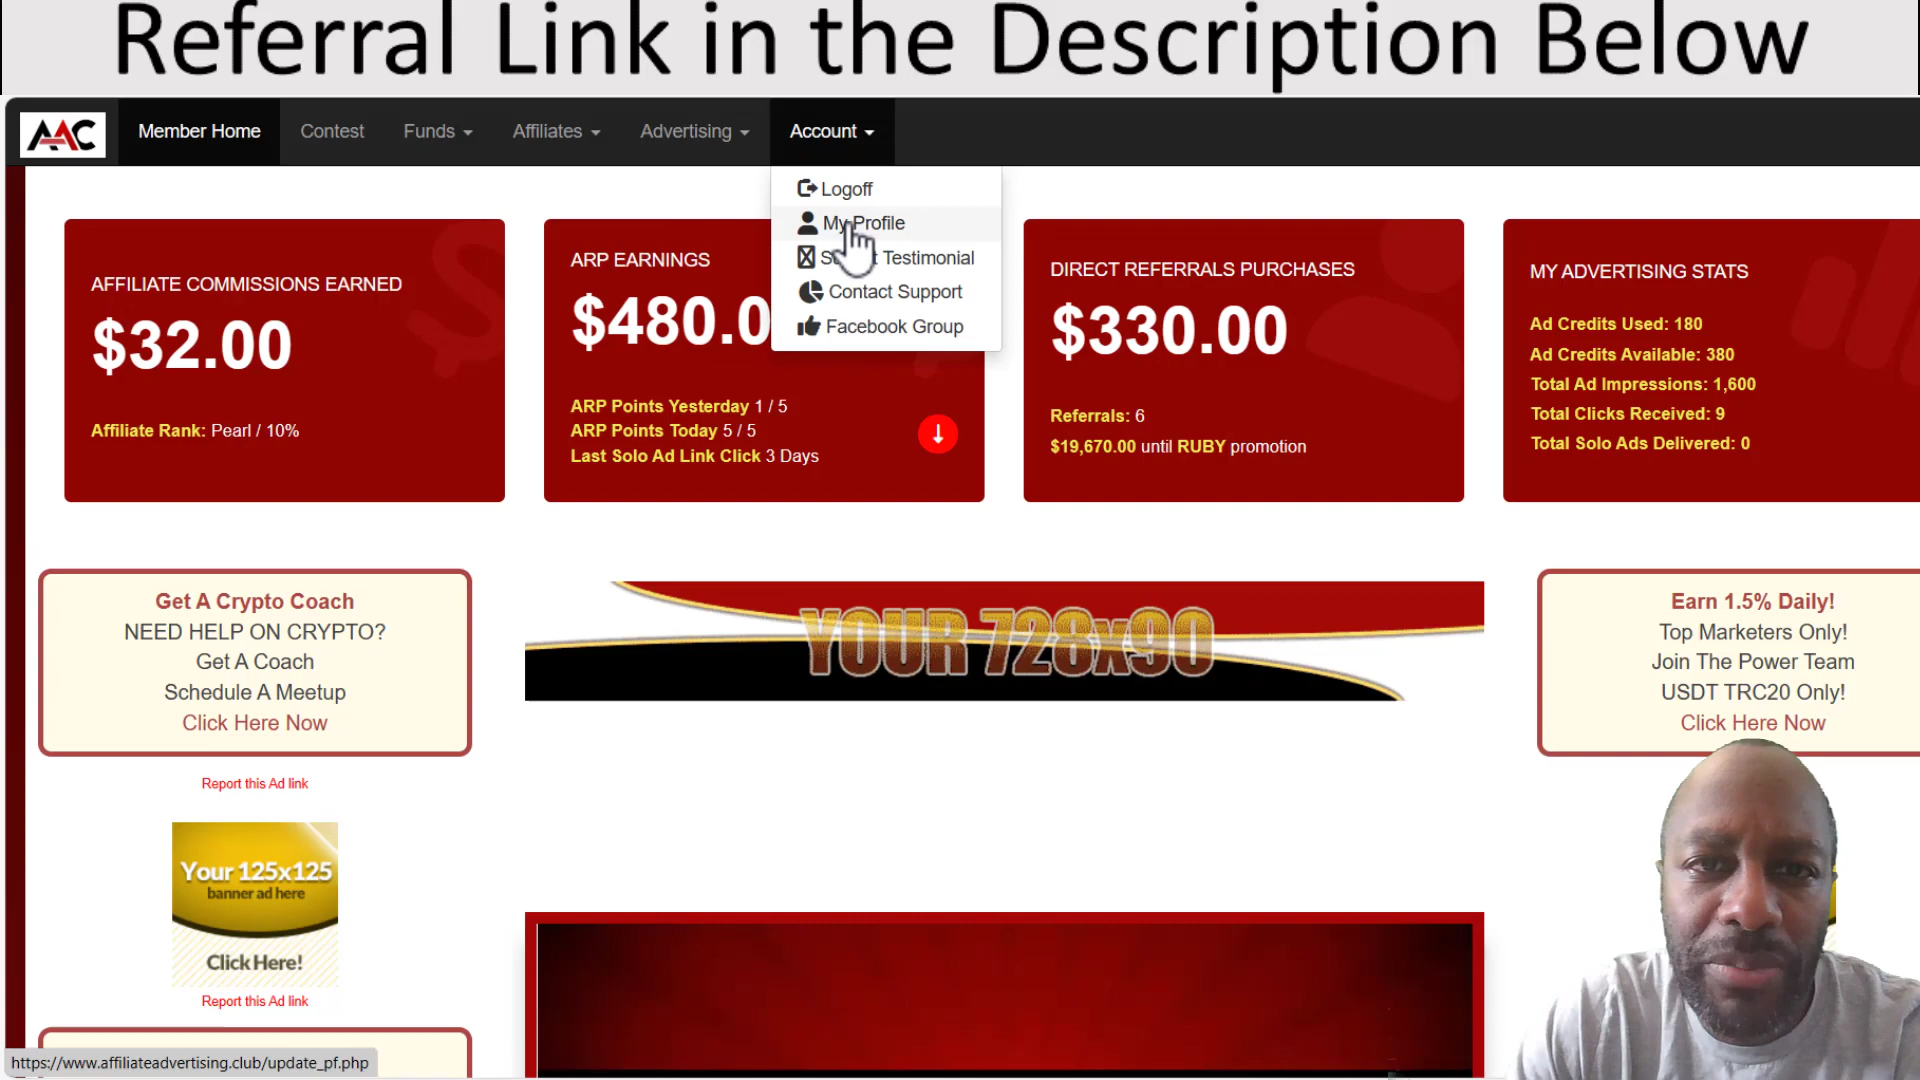 Referral Link in the Description Below
AAC
Member Home
Contest
Funds
Affiliates
Advertising
Account
Logoff
My Profile
Testimonial
Contact Support
Facebook Group
AFFILIATE COMMISSIONS EARNED
$32.00
Affiliate Rank: Pearl / 10%
ARP EARNINGS
$480.0
ARP Points Yesterday 1 / 5
ARP Points Today 5 / 5
Last Solo Ad Link Click 3 Days
DIRECT REFERRALS PURCHASES
$330.00
Referrals: 6
$19,670.00 until RUBY promotion
MY ADVERTISING STATS
Ad Credits Used: 180
Ad Credits Available: 380
Total Ad Impressions: 1,600
Total Clicks Received: 9
Total Solo Ads Delivered: 0
Get A Crypto Coach
NEED HELP ON CRYPTO?
Get A Coach
Schedule A Meetup
Click Here Now
Report this Ad link
YOUR 728x90
Earn 1.5% Daily!
Top Marketers Only!
Join The Power Team
USDT TRC20 Only!
Click Here Now
Your 125x125
banner ad here
Click Here!
Report this Ad link
https://www.affiliateadvertising.club/update_pf.php